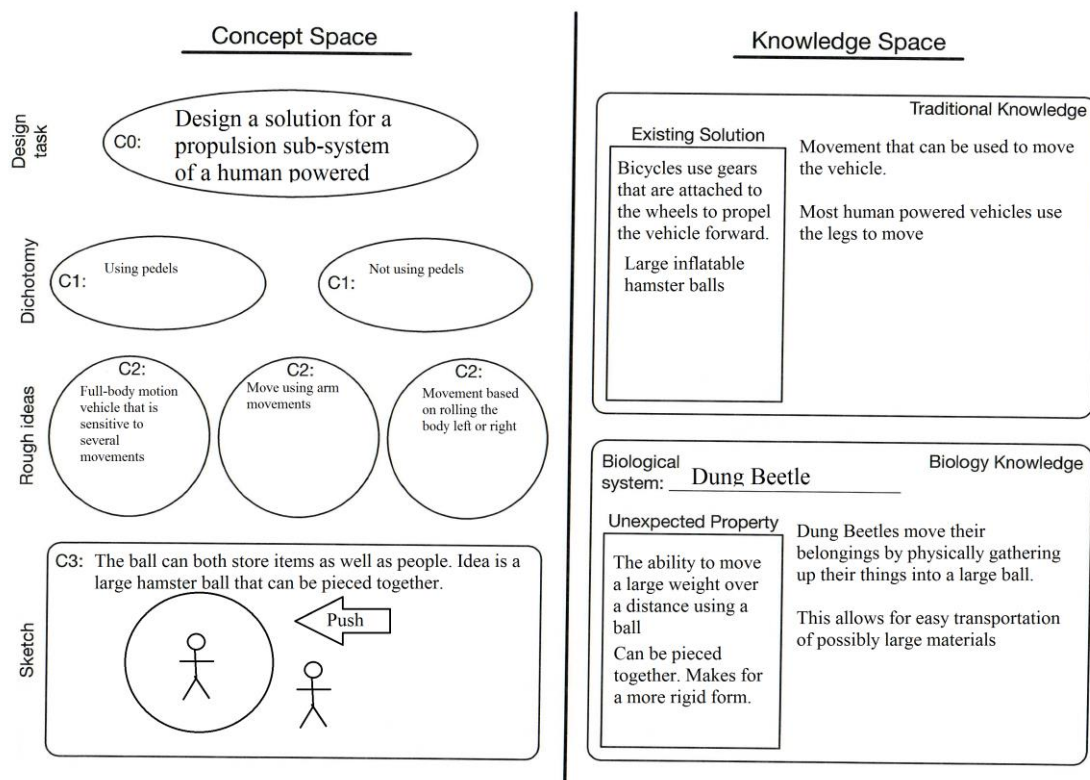 Concept Space
Design
task
C0:
Design a solution for a
propulsion sub-system
of a human powered
Dichotomy
C1:
Using pedels
C1:
Not using pedels
Rough ideas
C2:
Full-body motion
vehicle that is
sensitive to
several
movements
C2:
Move using arm
movements
C2:
Movement based
on rolling the
body left or right
Sketch
C3: The ball can both store items as well as people. Idea is a
large hamster ball that can be pieced together.
Push
Knowledge Space
Traditional Knowledge
Existing Solution
Bicycles use gears
that are attached to
the wheels to propel
the vehicle forward.
Large inflatable
hamster balls
Movement that can be used to move
the vehicle.
Most human powered vehicles use
the legs to move
Biological
system: Dung Beetle
Biology Knowledge
Unexpected Property
The ability to move
a large weight over
a distance using a
ball
Can be pieced
together. Makes for
a more rigid form.
Dung Beetles move their
belongings by physically gathering
up their things into a large ball.
This allows for easy transportation
of possibly large materials